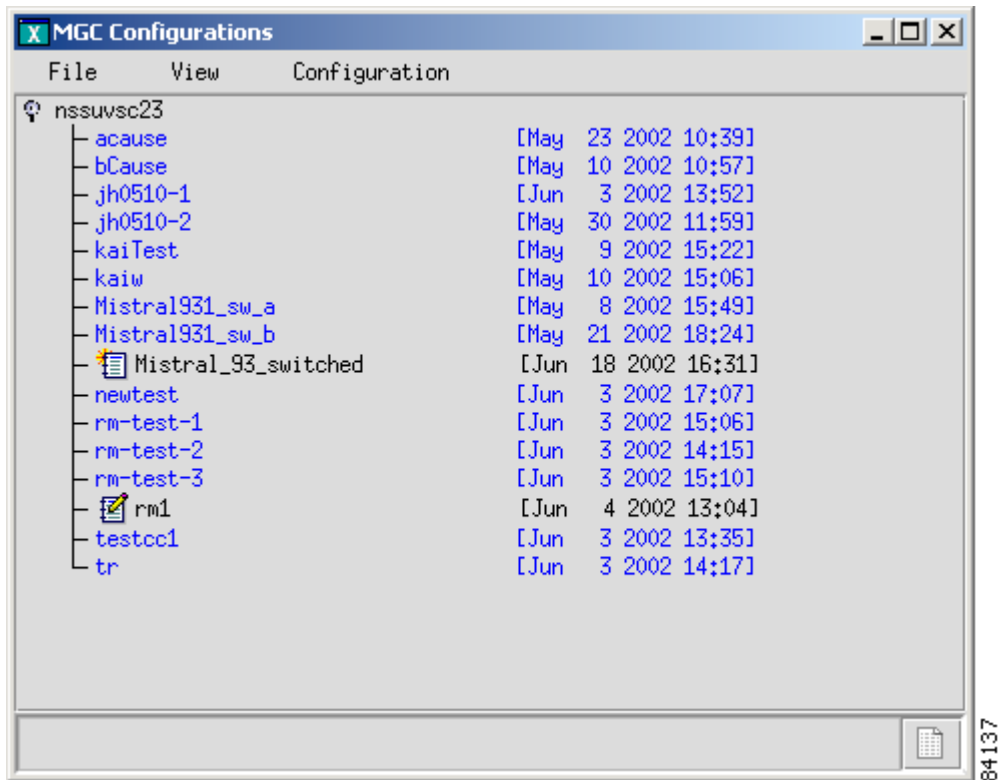 MGC Configurations
File View Configuration
nssuvsc23
acause [May 23 2002 10:39]
bCause [May 10 2002 10:57]
jh0510-1 [Jun 3 2002 13:52]
jh0510-2 [May 30 2002 11:59]
kaiTest [May 9 2002 15:22]
kaiw [May 10 2002 15:06]
Mistral931_sw_a [May 8 2002 15:49]
Mistral931_sw_b [May 21 2002 18:24]
Mistral_93_switched [Jun 18 2002 16:31]
newtest [Jun 3 2002 17:07]
rm-test-1 [Jun 3 2002 15:06]
rm-test-2 [Jun 3 2002 14:15]
rm-test-3 [Jun 3 2002 15:10]
rm1 [Jun 4 2002 13:04]
testcc1 [Jun 3 2002 13:35]
tr [Jun 3 2002 14:17]
84137